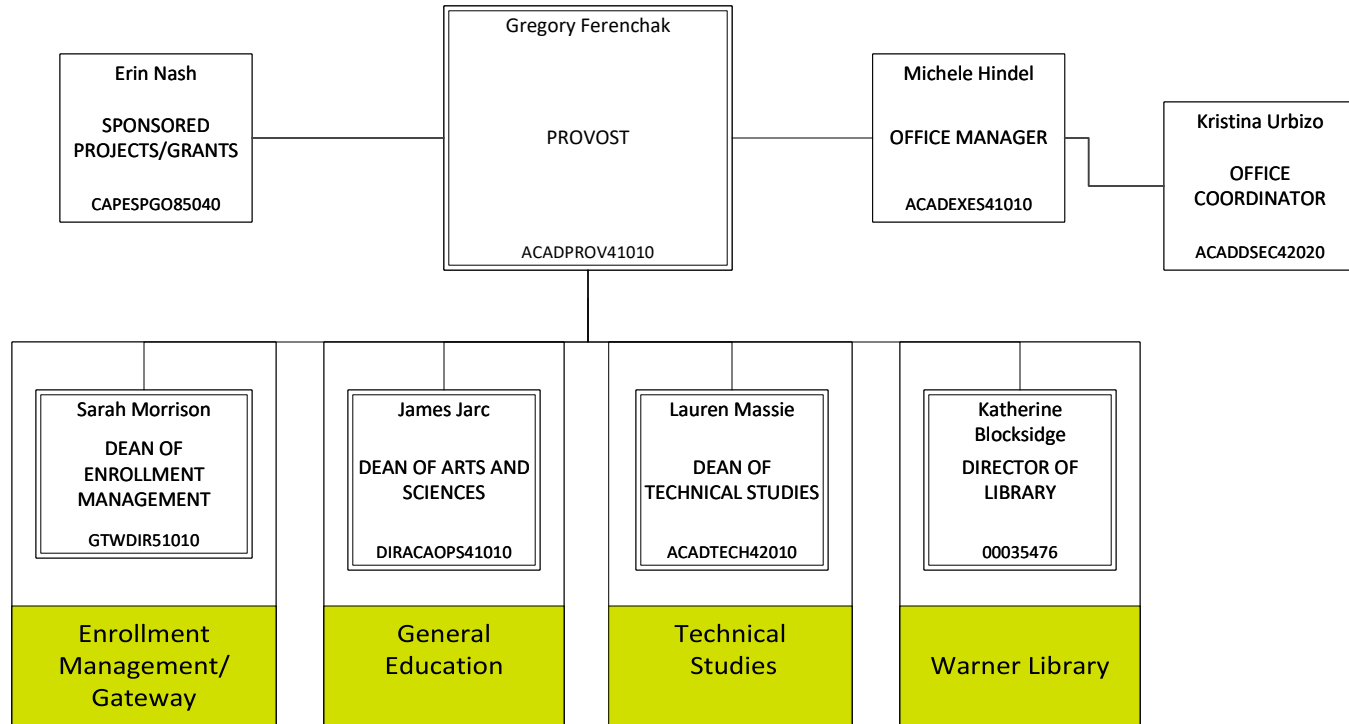 Gregory Ferenchak
PROVOST
ACADPROV41010
Erin Nash
SPONSORED
PROJECTS/GRANTS
CAPESPGO85040
Michele Hindel
OFFICE MANAGER
ACADEXES41010
Kristina Urbizo
OFFICE
COORDINATOR
ACADDSEC42020
Sarah Morrison
DEAN OF
ENROLLMENT
MANAGEMENT
GTWDIR51010
Enrollment
Management/
Gateway
James Jarc
DEAN OF ARTS AND
SCIENCES
DIRACAOPS41010
General
Education
Lauren Massie
DEAN OF
TECHNICAL STUDIES
ACADTECH42010
Technical
Studies
Katherine
Blocksidge
DIRECTOR OF
LIBRARY
00035476
Warner Library